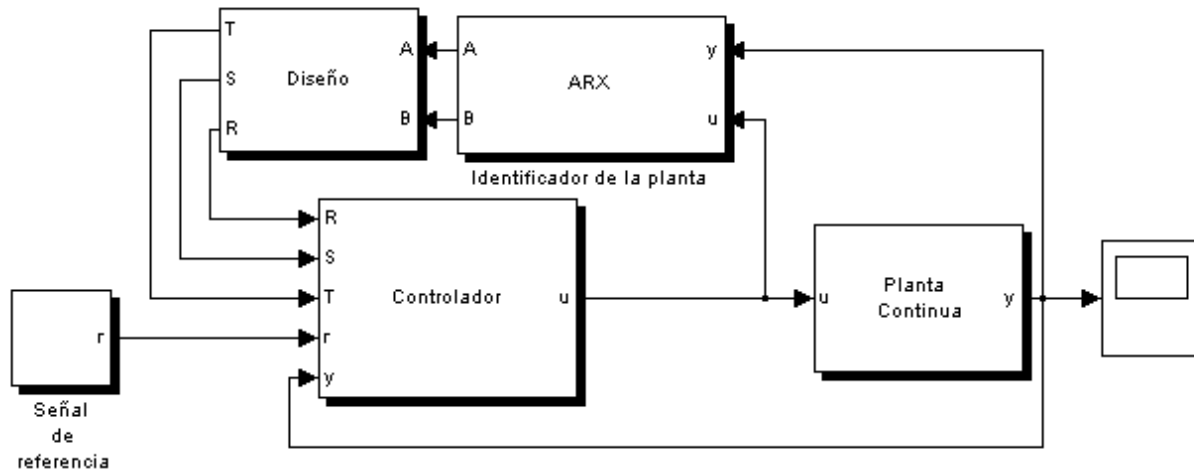 T
S
R
Diseño
A
B
A
B
ARX
y
u
Identificador de la planta
R
S
T
r
y
Controlador
u
u
Planta
Continua
y
r
Señal
de
referencia